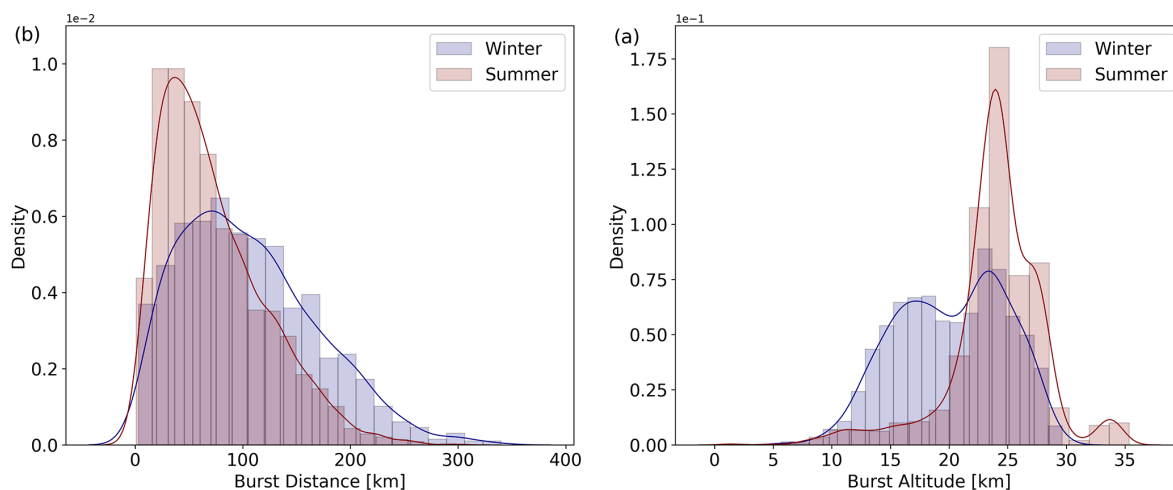 1e−2
(b)
Winter
Summer
1.0
0.8
0.6
0.4
0.2
0.0
Density
0
100
200
300
400
Burst Distance [km]
1e−1
(a)
Winter
Summer
1.75
1.50
1.25
1.00
0.75
0.50
0.25
0.00
Density
0
5
10
15
20
25
30
35
Burst Altitude [km]